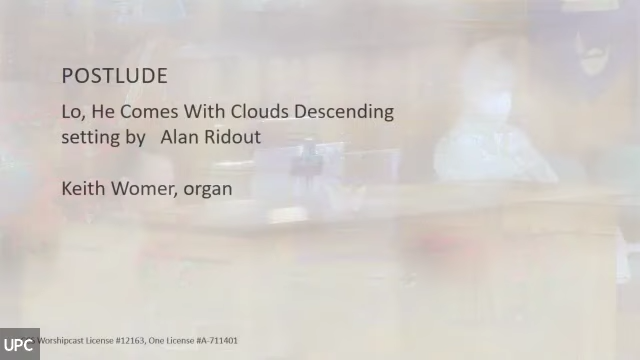 POSTLUDE
Lo, He Comes With Clouds Descending
setting by Alan Ridout
Keith Womer, organ
Worshipcast License #12163, One License #A-711401
UPC